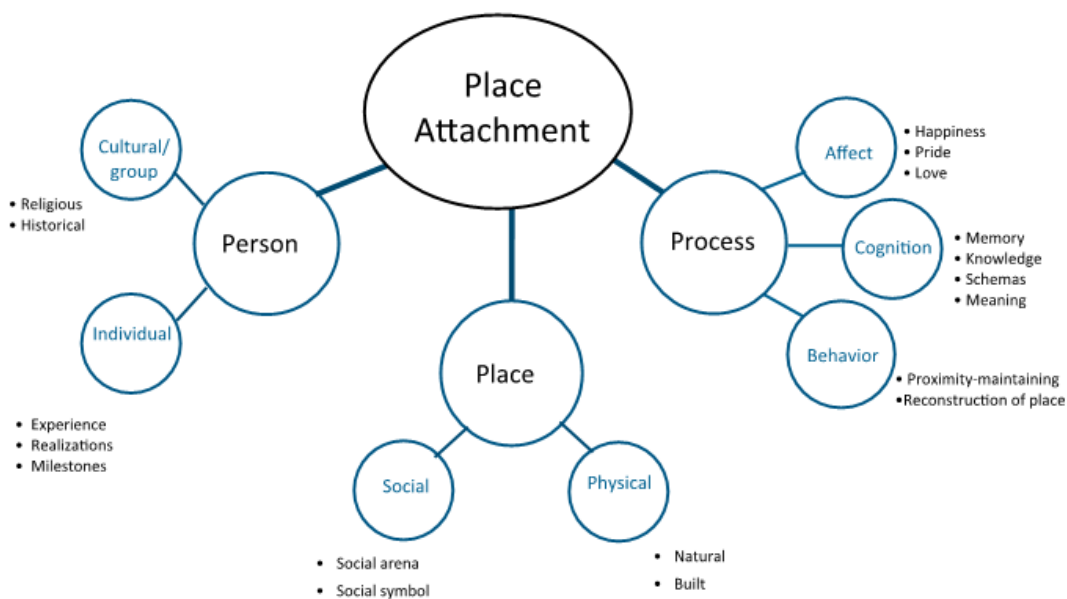 Place
Attachment
Cultural/
group
• Religious
• Historical
Person
Individual
• Experience
• Realizations
• Milestones
Place
Social
• Social arena
• Social symbol
Physical
• Natural
• Built
Process
Affect
• Happiness
• Pride
• Love
Cognition
• Memory
• Knowledge
• Schemas
• Meaning
Behavior
• Proximity-maintaining
•Reconstruction of place